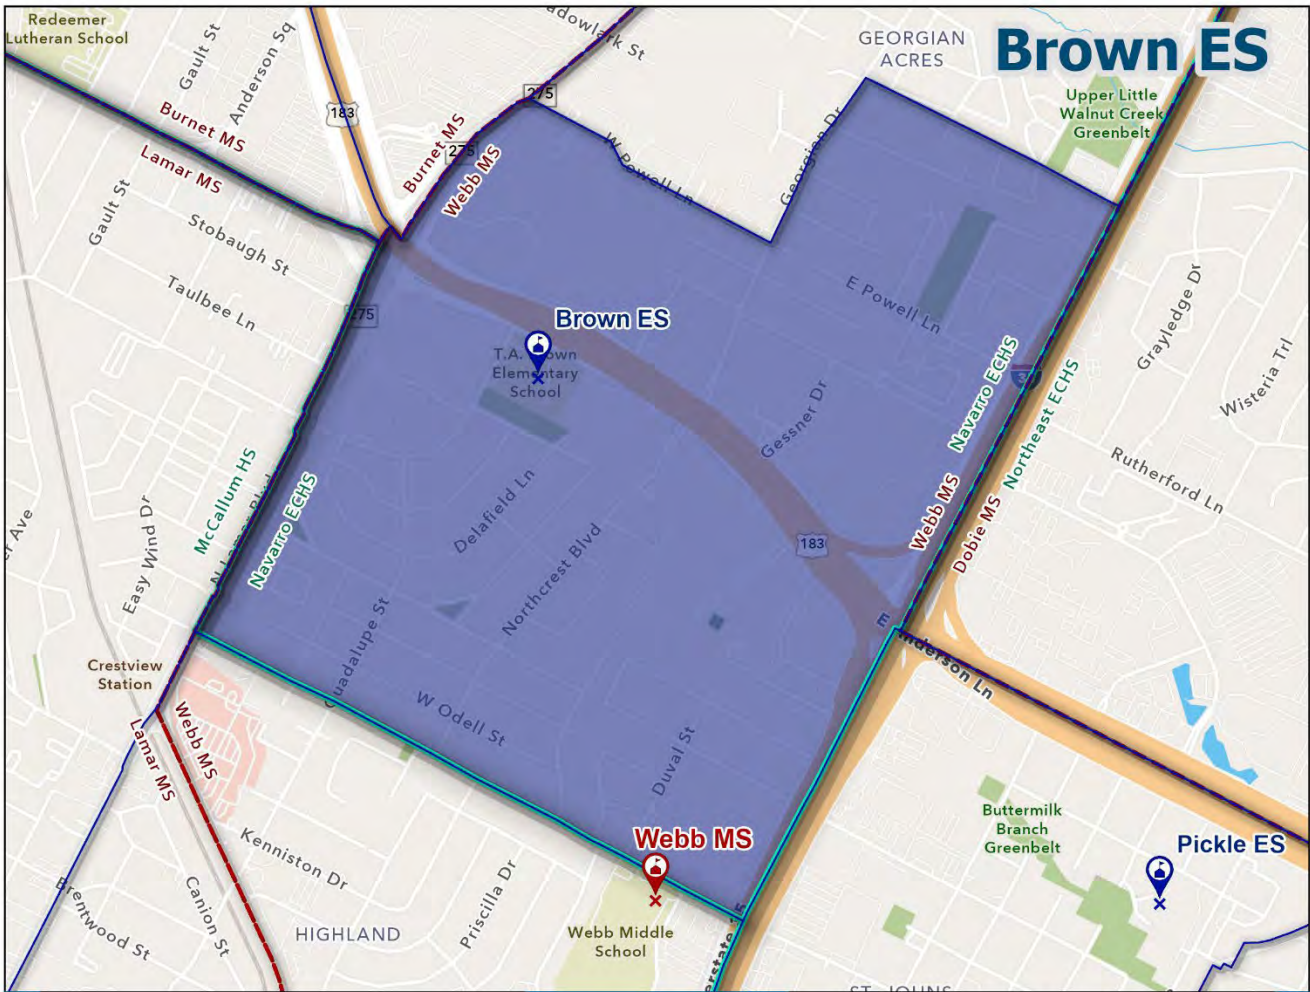 Redeemer
Lutheran School
Gault St
Anderson Sq
183
275
GEORGIAN
ACRES
Brown ES
Upper Little
Walnut Creek
Greenbelt
Burnet MS
Lamar MS
Burnet MS
Webb MS
275
W Powell Ln
Georgian Dr
Gault St
Stobaugh St
Taulbee Ln
E Powell Ln
Grayledge Dr
Wisteria Trl
Brown ES
Elementary
School
Navarro ECHS
Northeast ECHS
Gessner Dr
Rutherford Ln
McCallum HS
Navarro ECHS
Easy Wind Dr
Delafield Ln
Northcrest Blvd
183
Webb MS
Dobie MS
Guadalupe St
Crestview
Station
W Odell St
Duval St
Webb MS
Lamar MS
Kenniston Dr
Priscilla Dr
Webb MS
Webb Middle
School
Buttermilk
Branch
Greenbelt
Pickle ES
Brentwood St
Canion St
HIGHLAND